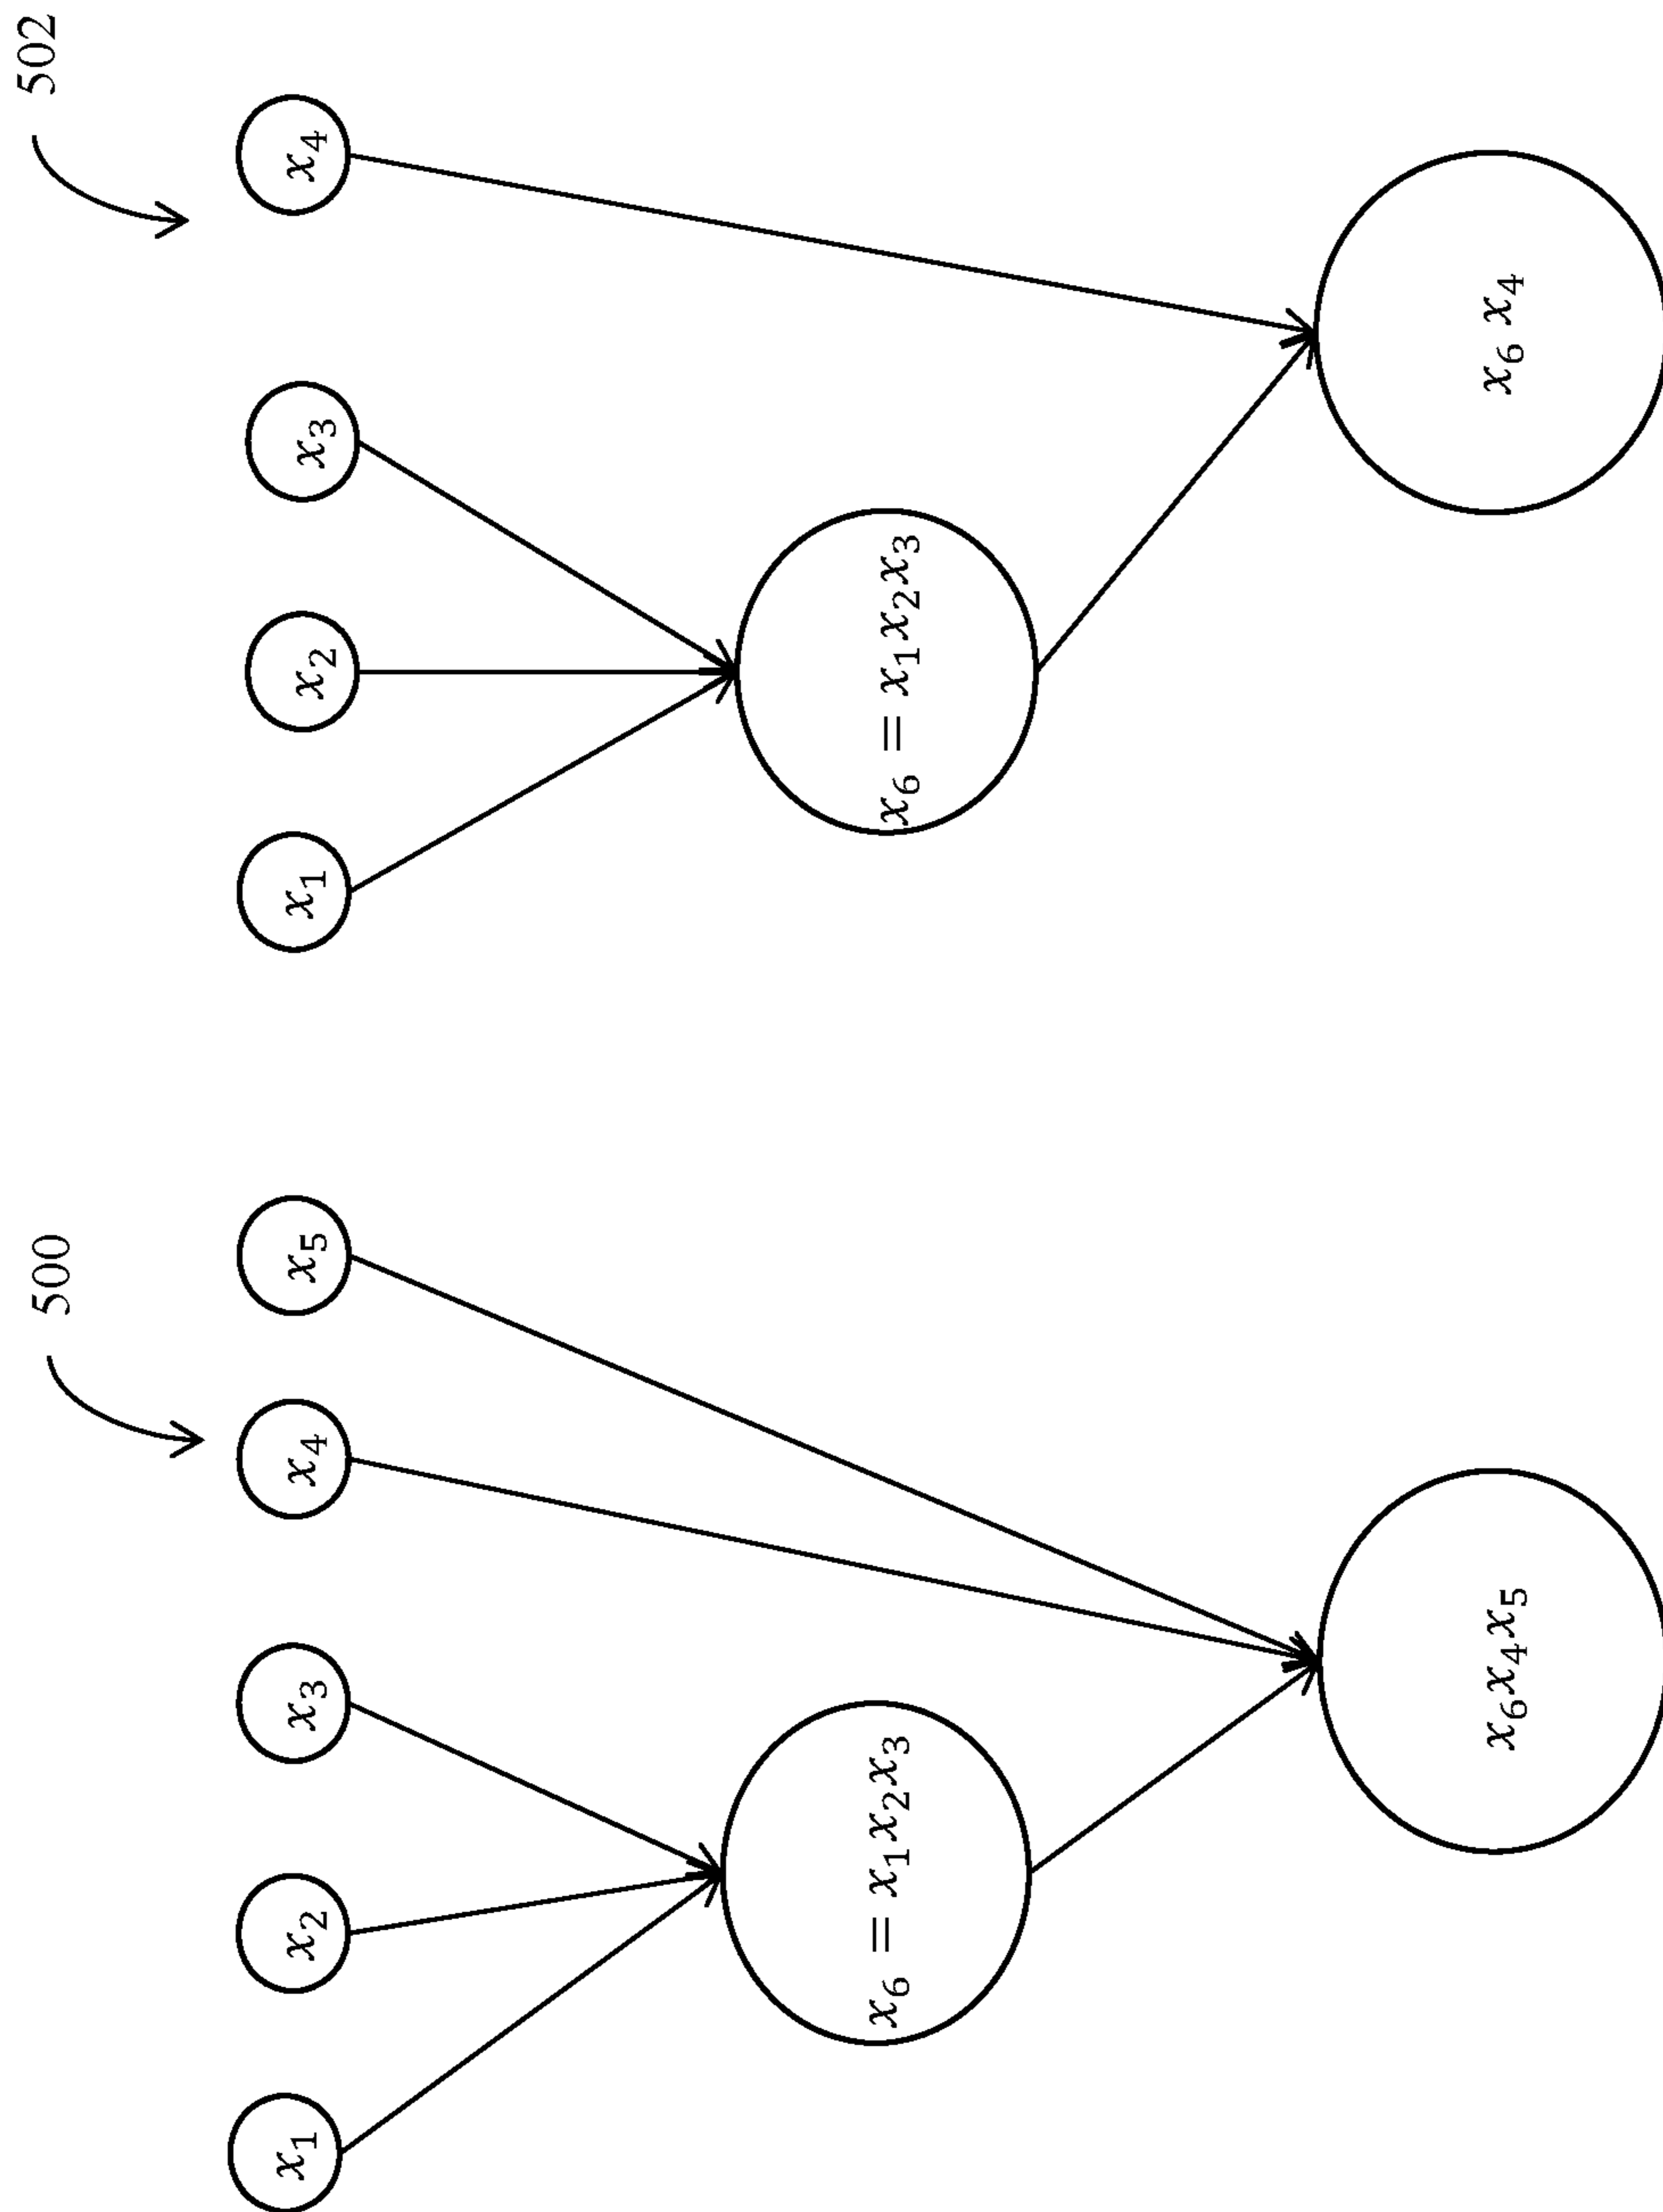 500
x₁
x₂
x₃
x₄
x₅
x₆ = x₁x₂x₃
x₆x₄x₅
502
x₁
x₂
x₃
x₄
x₆ = x₁x₂x₃
x₆ x₄